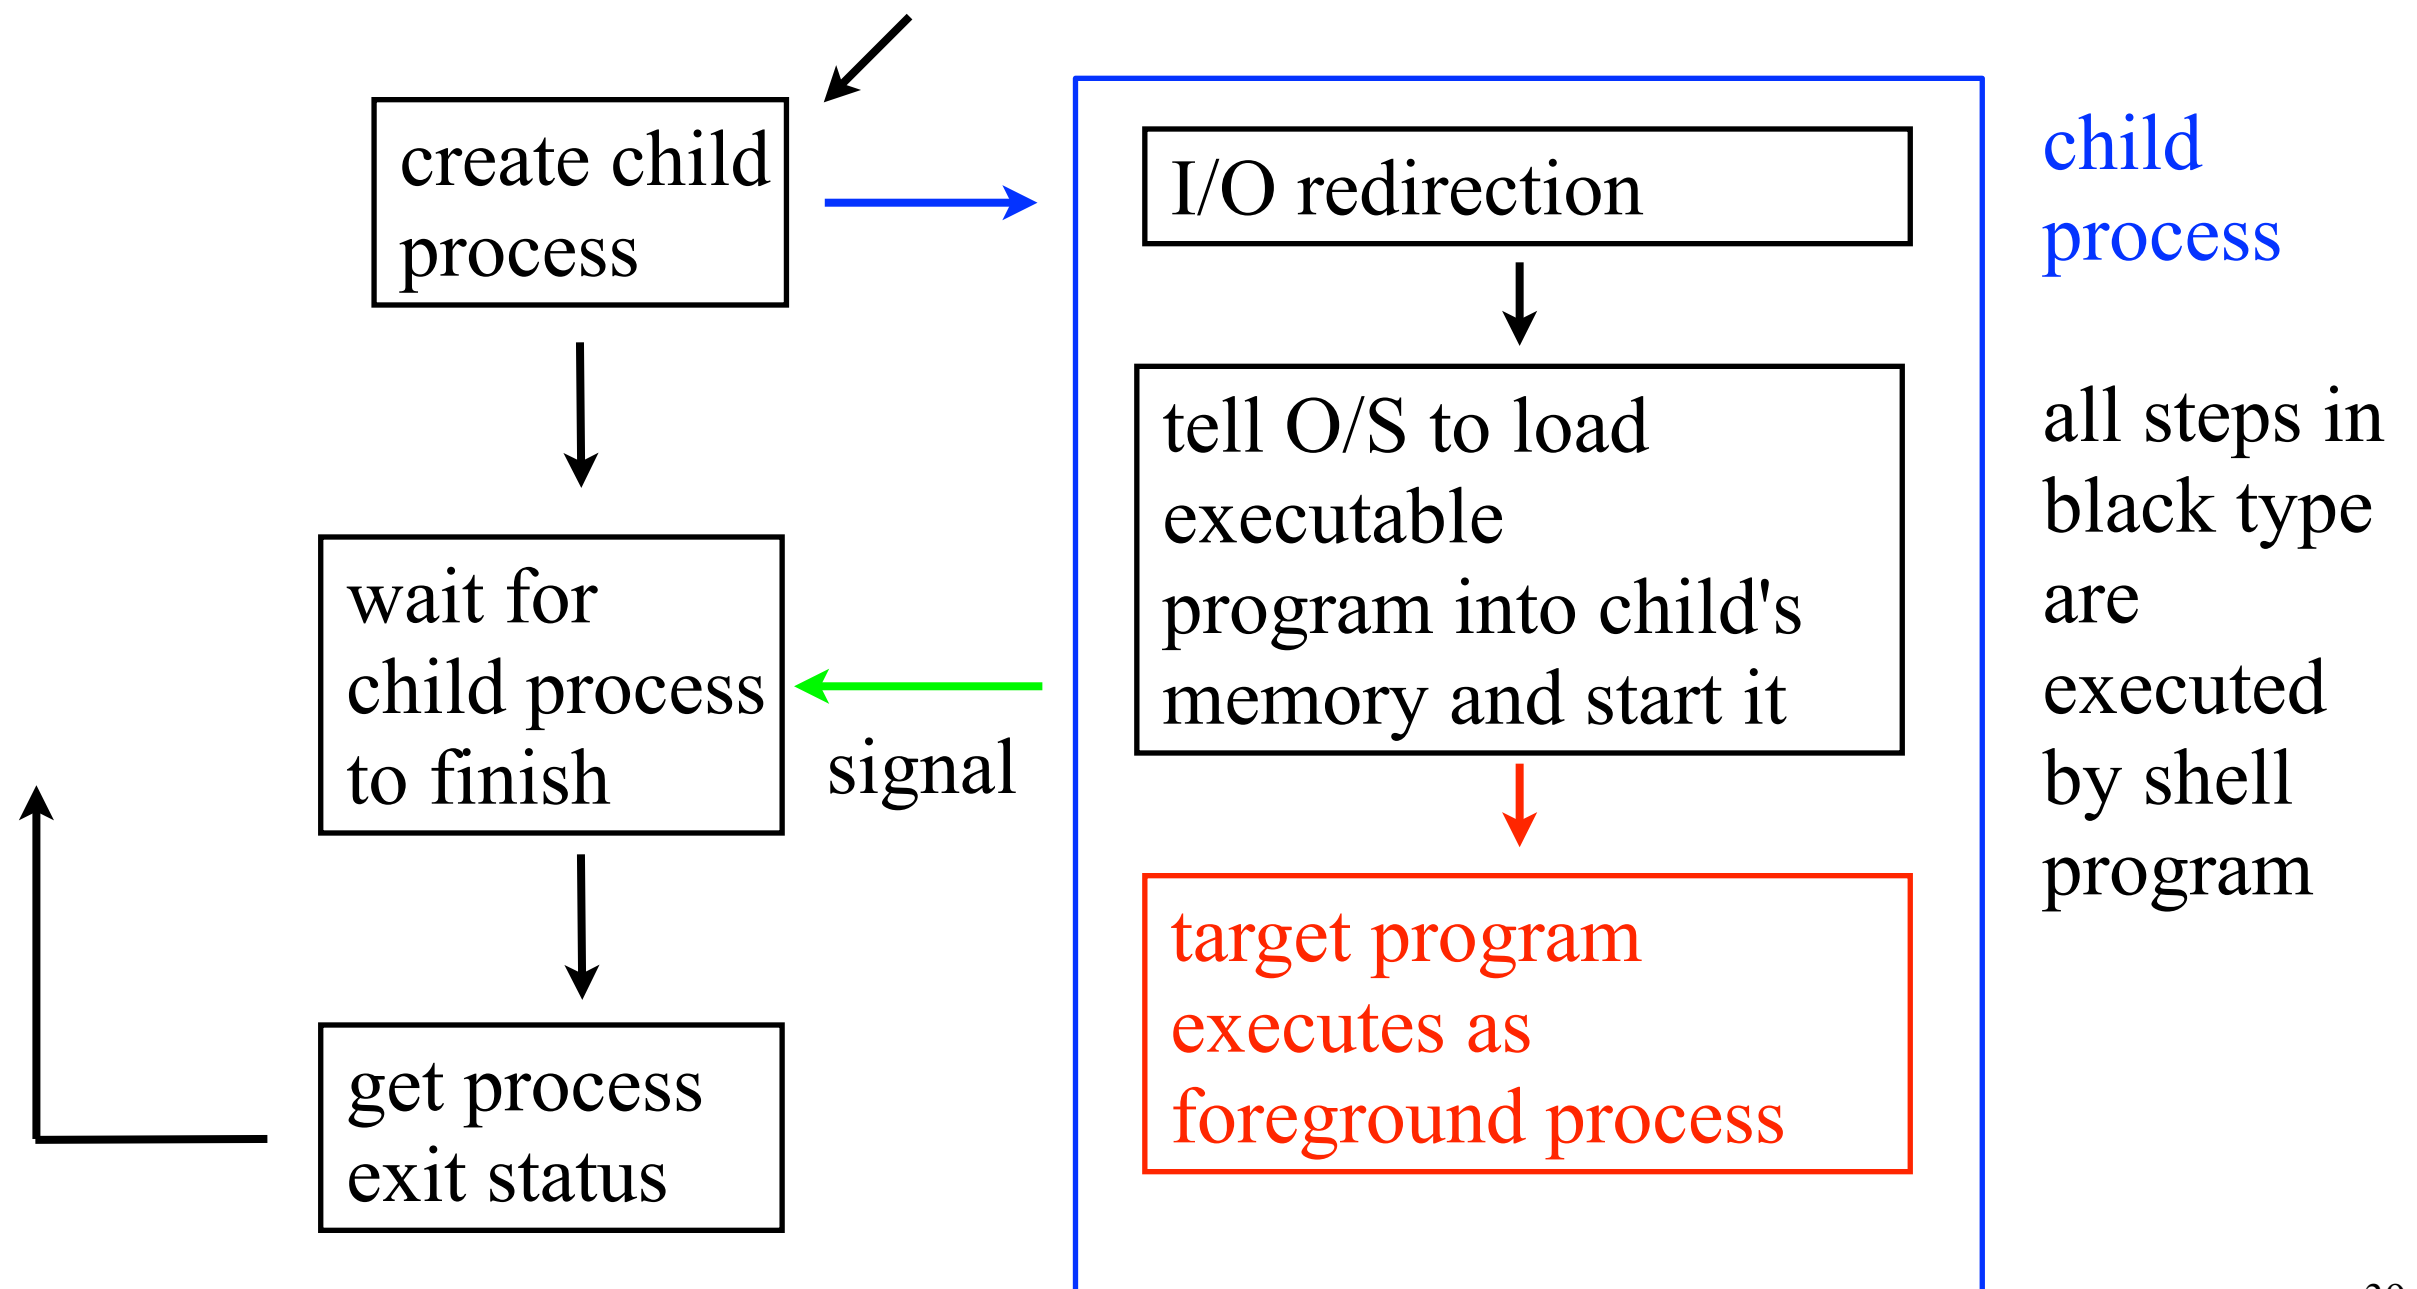 create child
process
wait for
child process
to finish
get process
exit status
signal
I/O redirection
tell O/S to load
executable
program into child's
memory and start it
target program
executes as
foreground process
child
process
all steps in
black type
are
executed
by shell
program